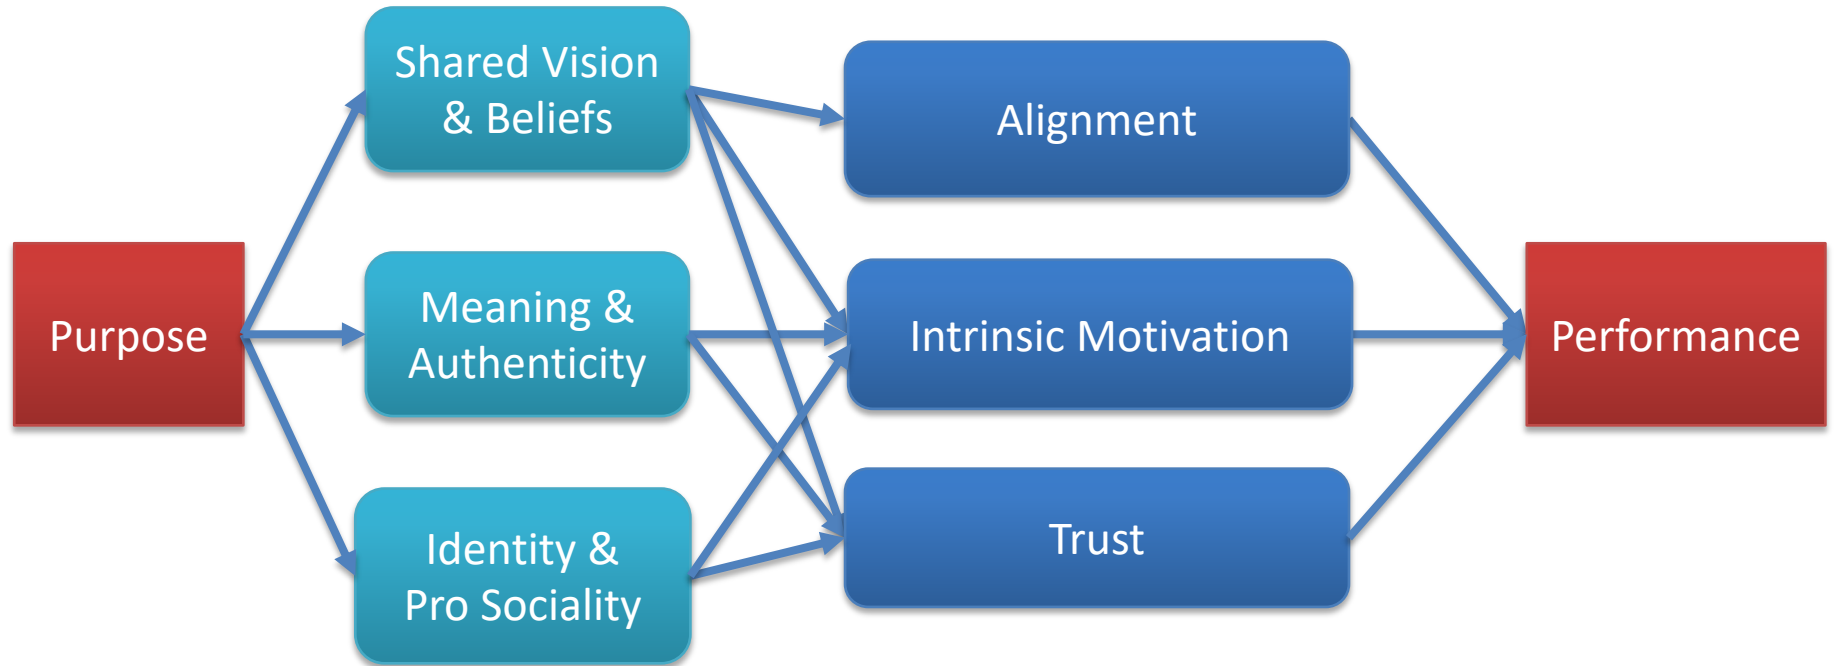 Purpose
Shared Vision
& Beliefs
Meaning &
Authenticity
Identity &
Pro Sociality
Alignment
Intrinsic Motivation
Trust
Performance